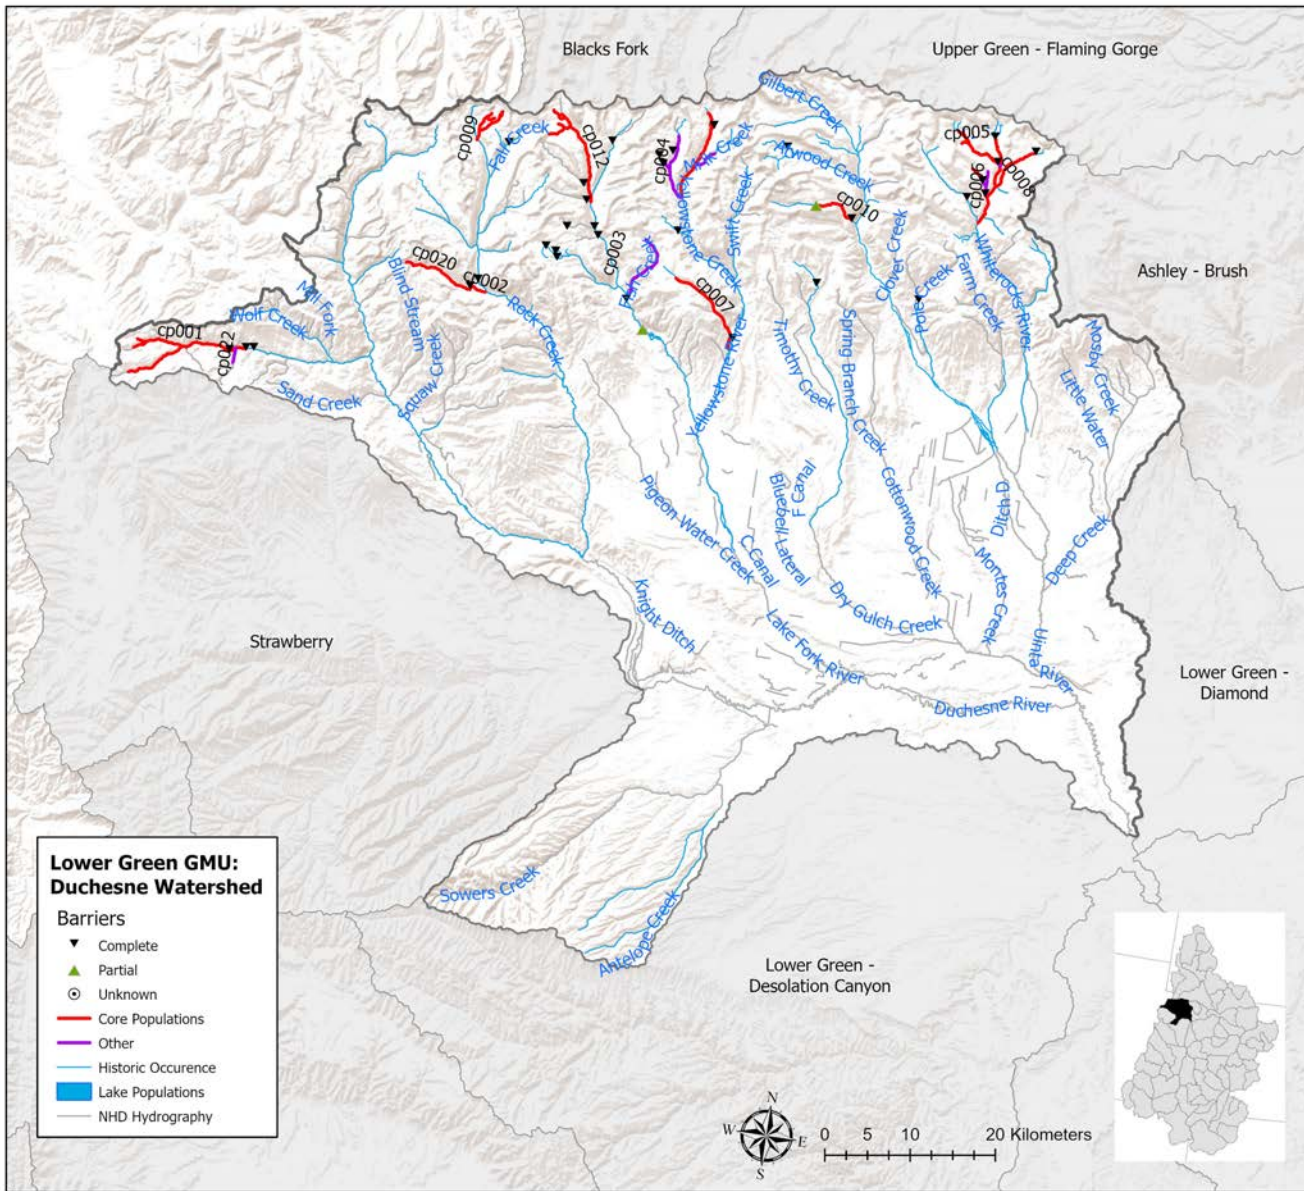 Blacks Fork
Upper Green - Flaming Gorge
Gilbert Creek
cp009
Fall Creek
cp012
cp004
Atwood Creek
cp005
cp008
cp006
cp010
Yellowstone Creek
Swift Creek
Clover Creek
Whiterocks River
Farm Creek
Ashley - Brush
cp003
cp020
cp002
Fish Creek
cp007
Pole Creek
Blind Stream
Rock Creek
Mill Fork
Wolf Creek
cp001
cp022
Squaw Creek
Sand Creek
Yellowstone River
Timothy Creek
Spring Branch Creek
Mosby Creek
Little Water
Pigeon Water Creek
C Canal
Bluebell Lateral
F Canal
Cottonwood Creek
Ditch D
Montes Creek
Deep Creek
Dry Gulch Creek
Knight Ditch
Lake Fork River
Uinta River
Duchesne River
Strawberry
Lower Green -
Diamond
Sowers Creek
Antelope Creek
Lower Green -
Desolation Canyon
Lower Green GMU:
Duchesne Watershed
Barriers
Complete
Partial
Unknown
Core Populations
Other
Historic Occurence
Lake Populations
NHD Hydrography
N
W
E
S
0 5 10 20 Kilometers